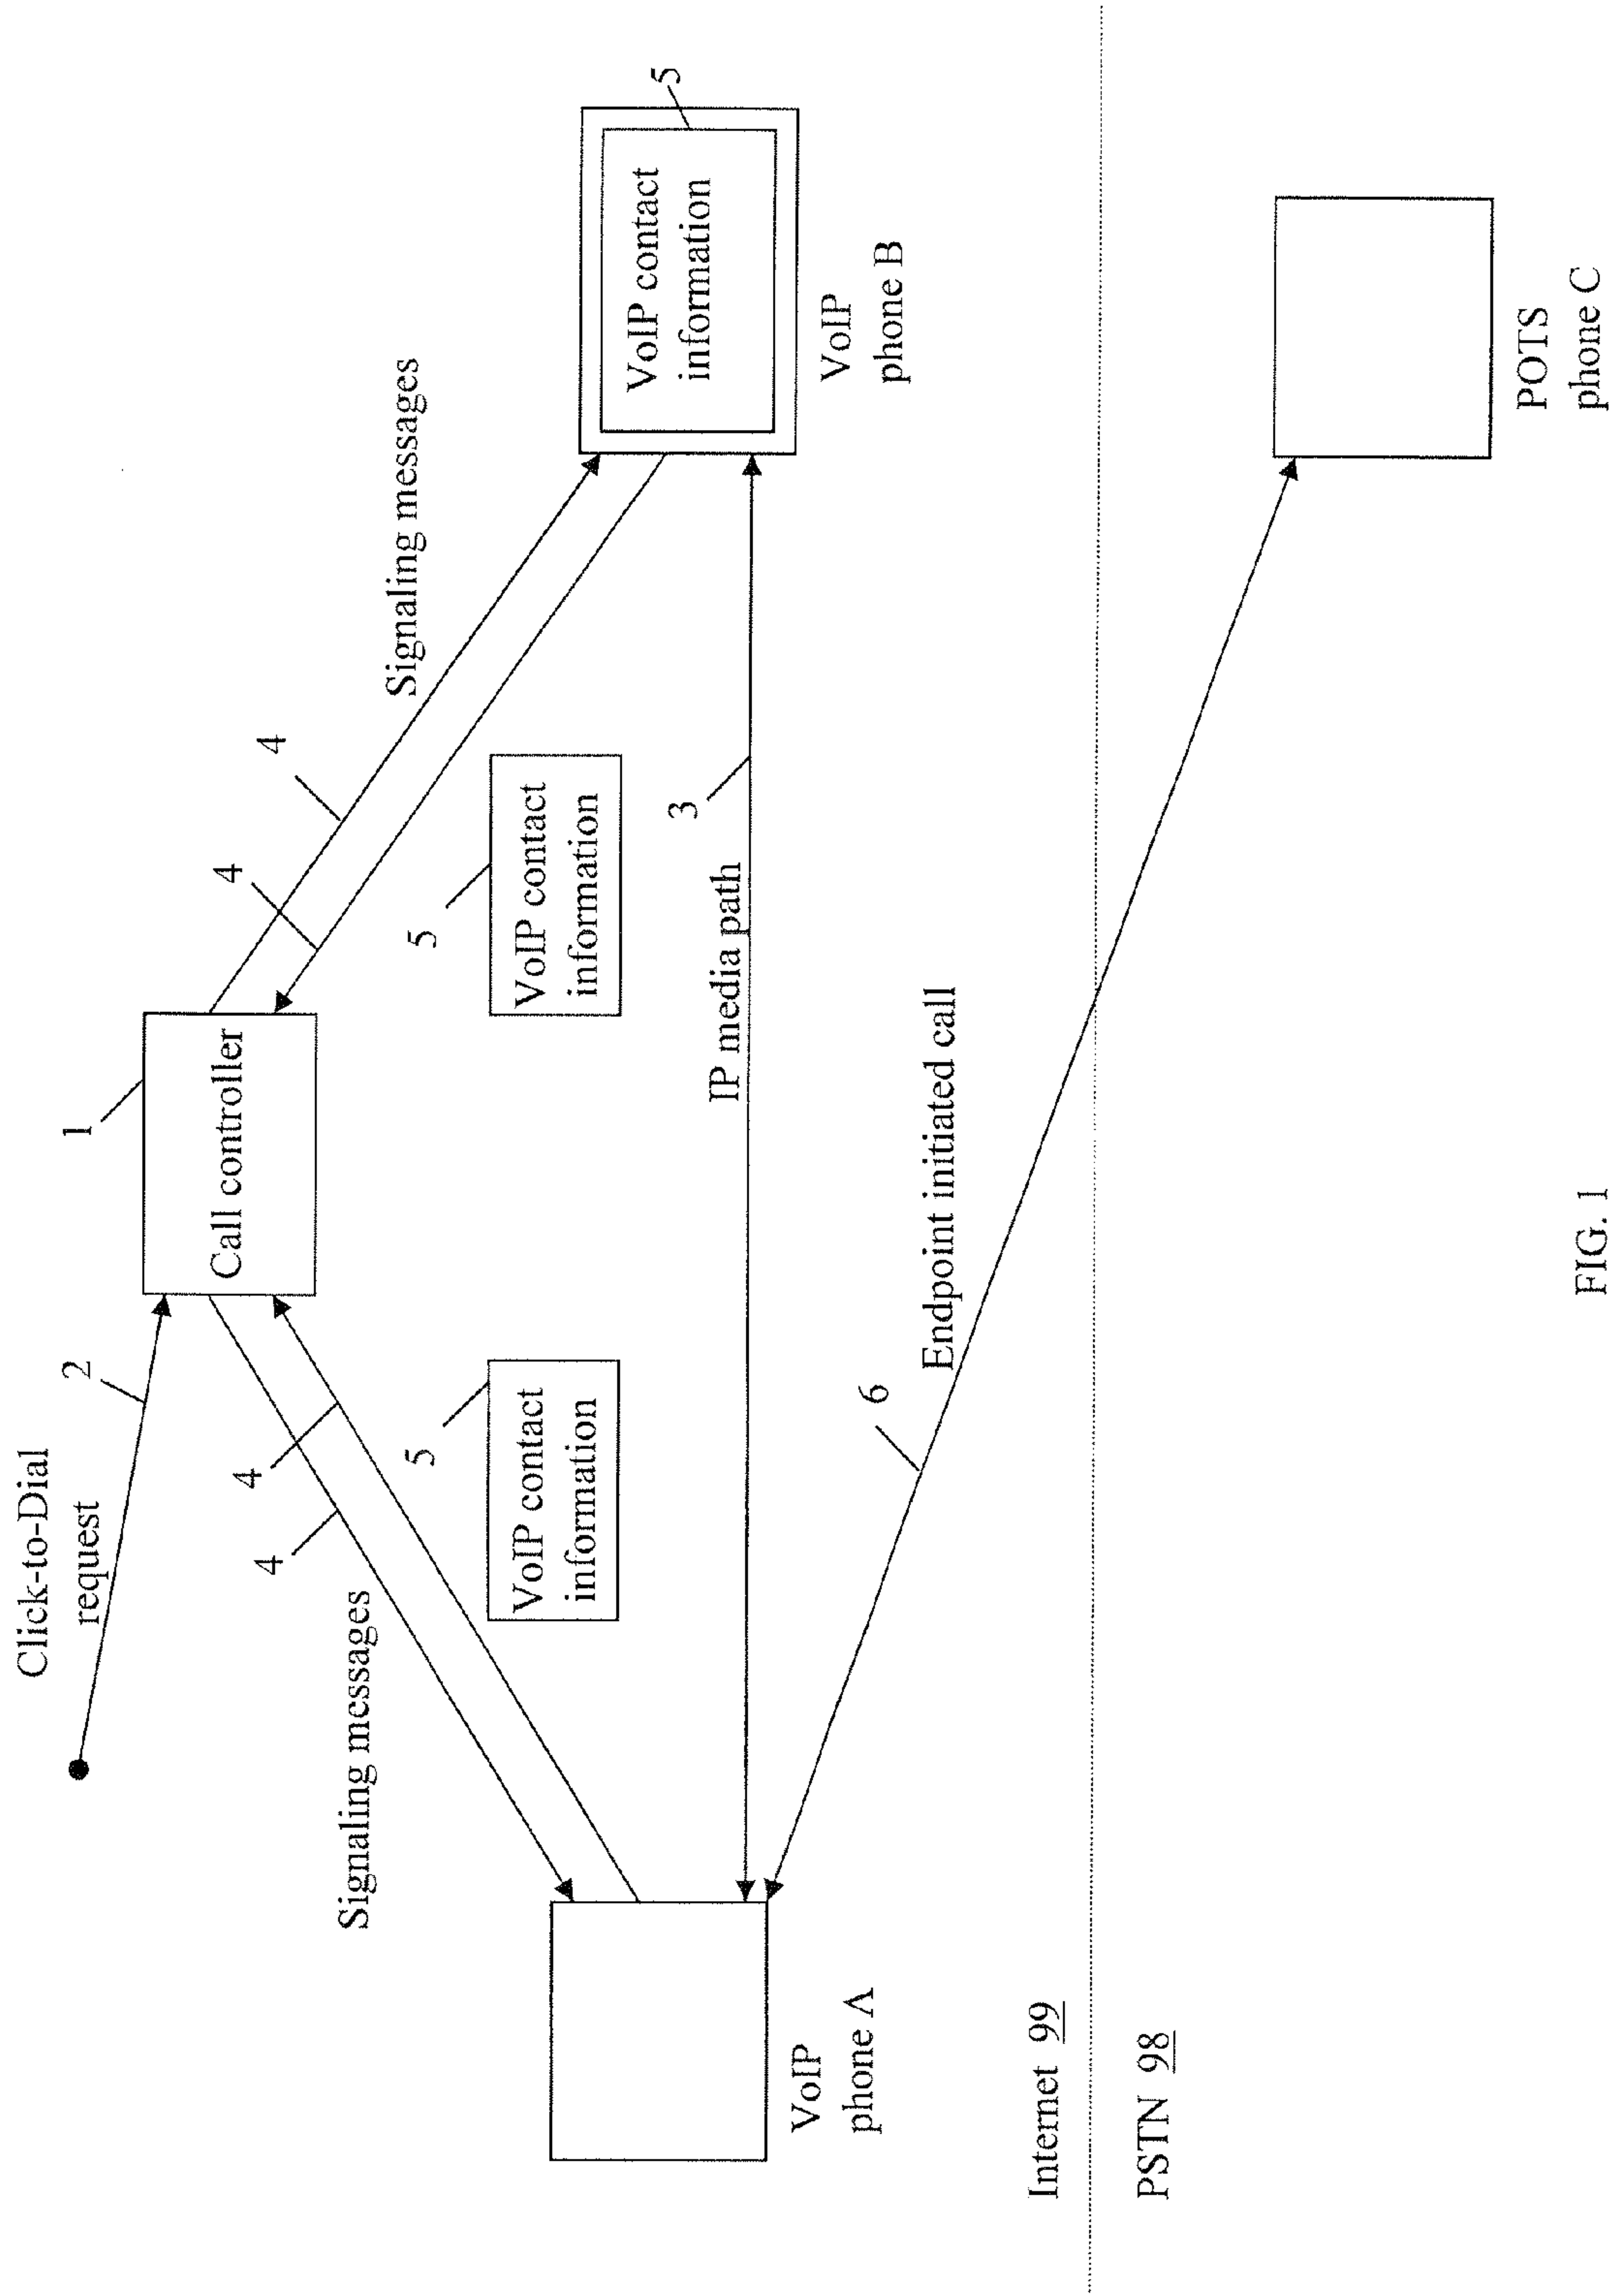 Click-to-Dial
request
2
1
Call controller
4
4
Signaling messages
4
4
Signaling messages
5
VoIP contact
information
5
VoIP contact
information
VoIP contact
information
5
VoIP
phone A
VoIP
phone B
IP media path
3
Endpoint initiated call
6
Internet 99
PSTN 98
POTS
phone C
FIG. 1